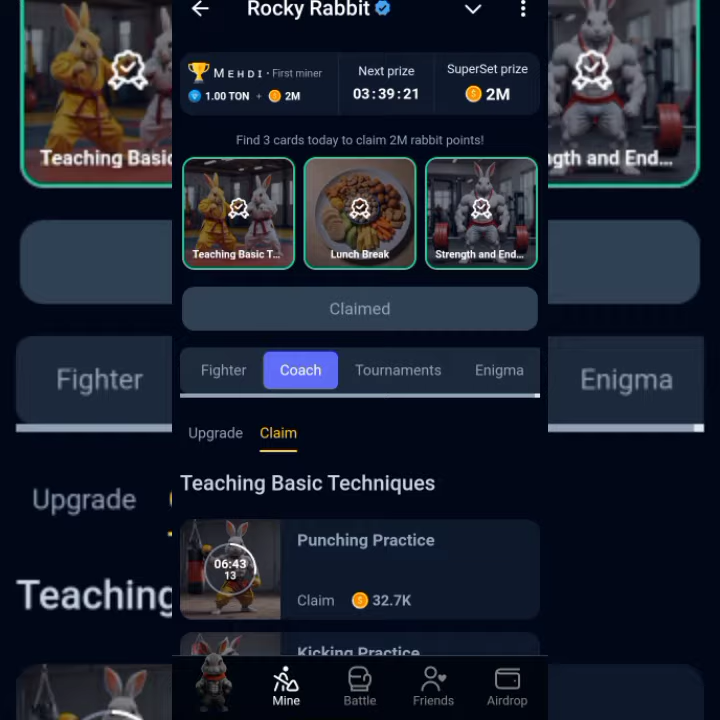 Rocky Rabbit
Mehdi · First miner
1.00 TON + 2M
Next prize
03:39:21
SuperSet prize
2M
Find 3 cards today to claim 2M rabbit points!
Teaching Basic T...
Lunch Break
Strength and End...
Claimed
Fighter
Coach
Tournaments
Enigma
Upgrade
Claim
Teaching Basic Techniques
06:43
13
Punching Practice
Claim
32.7K
Kicking Practice
Mine
Battle
Friends
Airdrop
Teaching Basic
gth and End...
Fighter
Enigma
Upgrade
Teaching